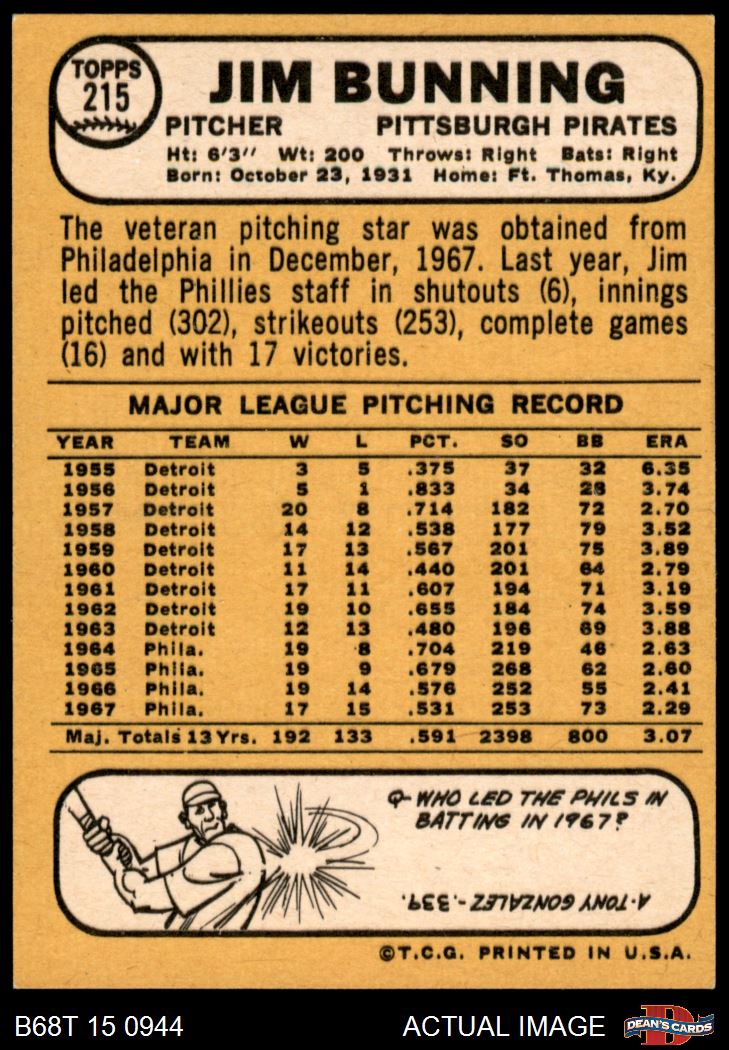 TOPPS
215
JIM BUNNING
PITCHER PITTSBURGH PIRATES
Ht: 6'3" Wt: 200 Throws: Right Bats: Right
Born: October 23, 1931 Home: Ft. Thomas, Ky.
The veteran pitching star was obtained from
Philadelphia in December, 1967. Last year, Jim
led the Phillies staff in shutouts (6), innings
pitched (302), strikeouts (253), complete games
(16) and with 17 victories.
MAJOR LEAGUE PITCHING RECORD
YEAR TEAM W L PCT. SO BB ERA
1955 Detroit 3 5 .375 37 32 6.35
1956 Detroit 5 1 .833 34 28 3.74
1957 Detroit 20 8 .714 182 72 2.70
1958 Detroit 14 12 .538 177 79 3.52
1959 Detroit 17 13 .567 201 75 3.89
1960 Detroit 11 14 .440 201 64 2.79
1961 Detroit 17 11 .607 194 71 3.19
1962 Detroit 19 10 .655 184 74 3.59
1963 Detroit 12 13 .480 196 69 3.88
1964 Phila. 19 8 .704 219 46 2.63
1965 Phila. 19 9 .679 268 62 2.60
1966 Phila. 19 14 .576 252 55 2.41
1967 Phila. 17 15 .531 253 73 2.29
Maj. Totals 13 Yrs. 192 133 .591 2398 800 3.07
Q-WHO LED THE PHILS IN
BATTING IN 1967?
A-TONY GONZALEZ-.339.
©T.C.G. PRINTED IN U.S.A.
B68T 15 0944 ACTUAL IMAGE
D
DEAN'S CARDS